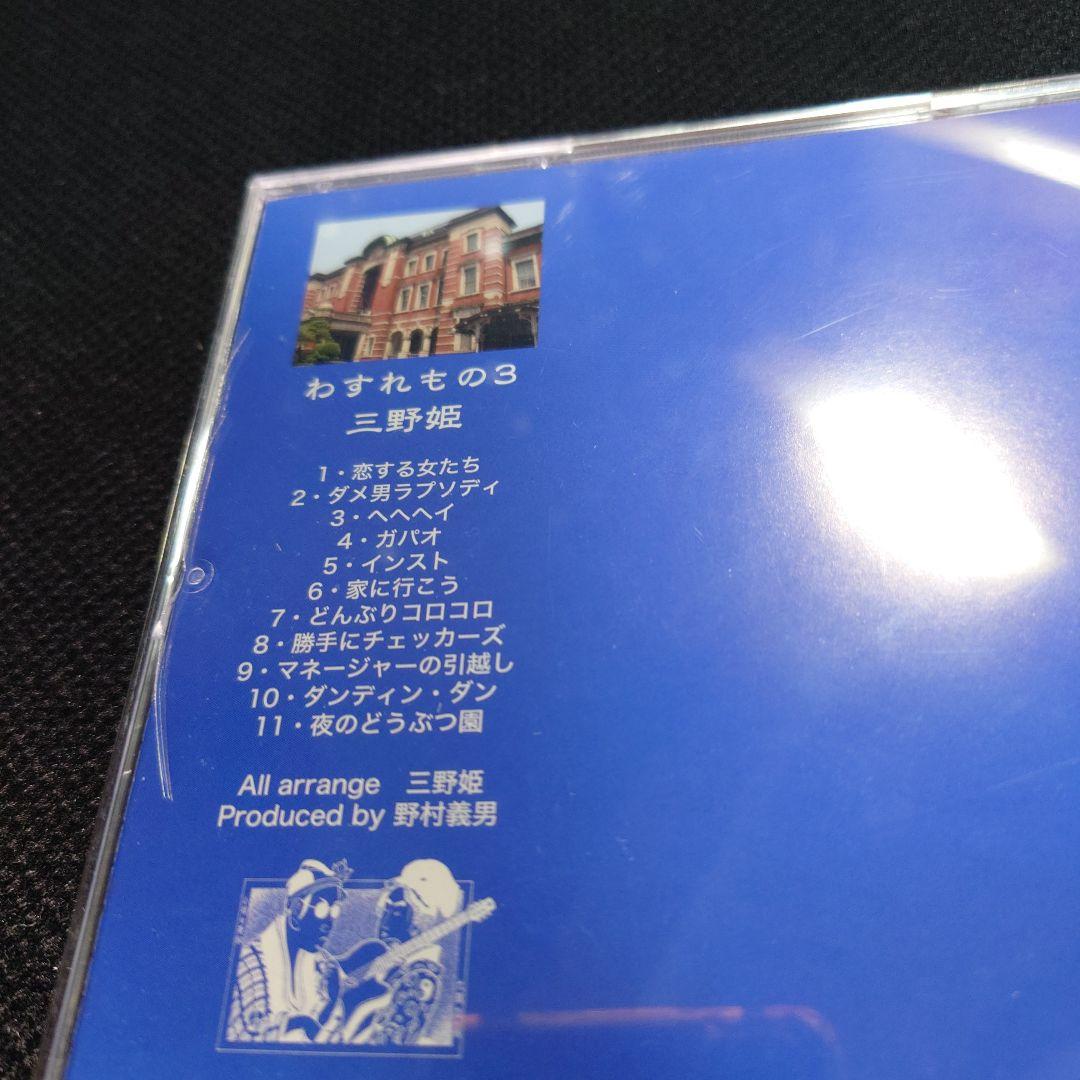 わすれもの3
三野姫
1・恋する女たち
2・ダメ男ラプソディ
3・ヘヘヘイ
4・ガパオ
5・インスト
6・家に行こう
7・どんぶりコロコロ
8・勝手にチェッカーズ
9・マネージャーの引越し
10・ダンディン・ダン
11・夜のどうぶつ園
All arrange 三野姫
Produced by 野村義男